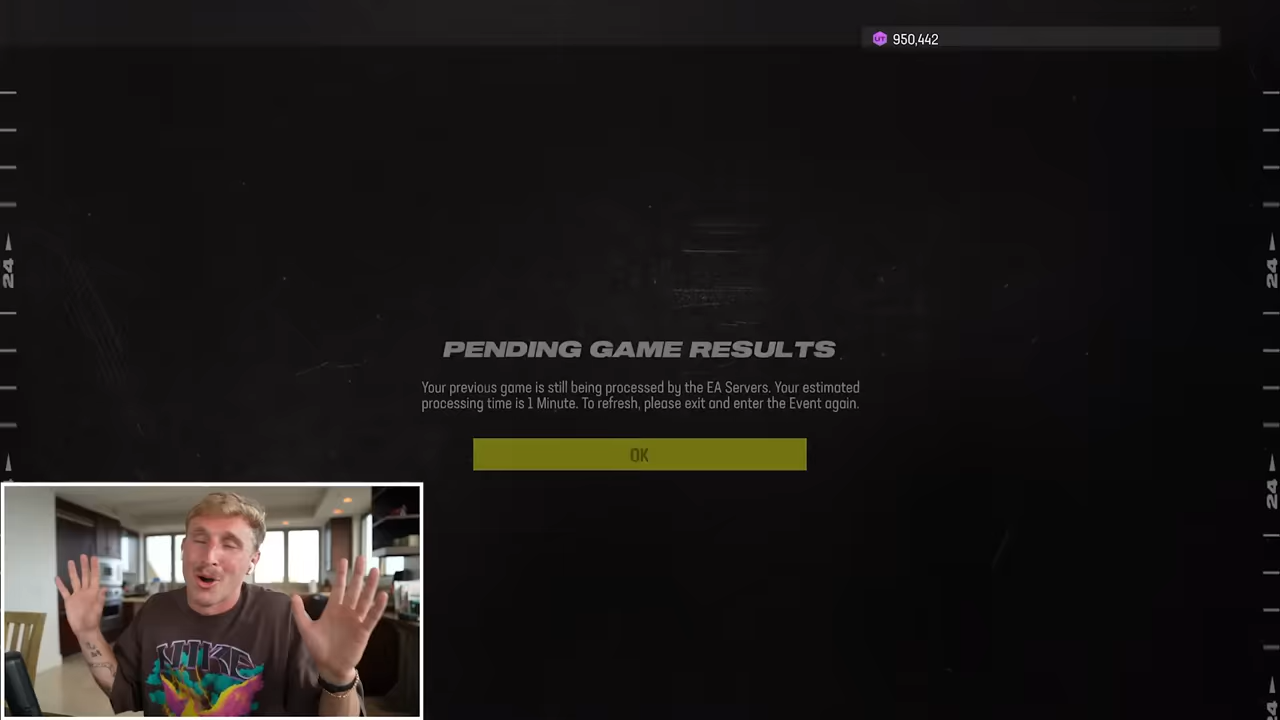 UT 950,442
24
24
PENDING GAME RESULTS
Your previous game is still being processed by the EA Servers. Your estimated
processing time is 1 Minute. To refresh, please exit and enter the Event again.
OK
24
NIKE